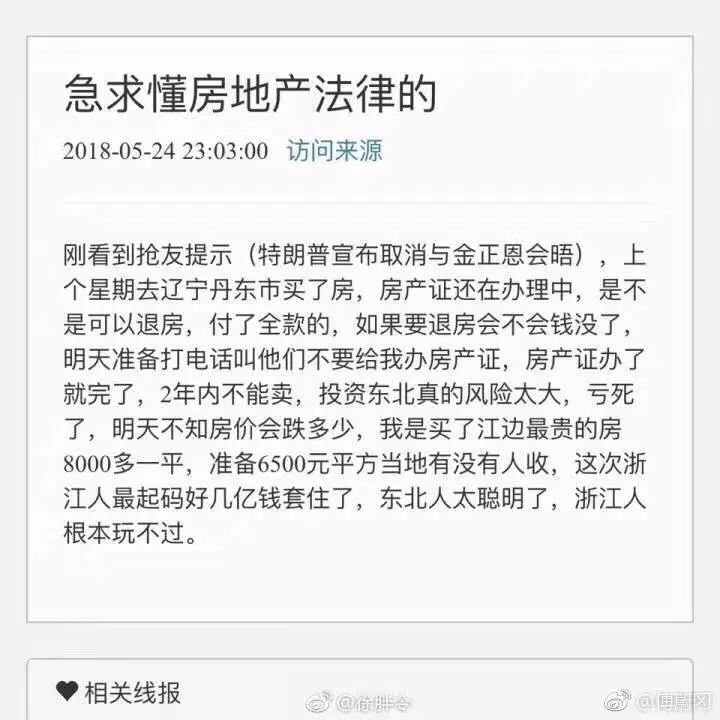 急求懂房地产法律的
2018-05-24 23:03:00 访问来源
刚看到抢友提示（特朗普宣布取消与金正恩会晤），上
个星期去辽宁丹东市买了房，房产证还在办理中，是不
是可以退房，付了全款的，如果要退房会不会钱没了，
明天准备打电话叫他们不要给我办房产证，房产证办了
就完了，2年内不能卖，投资东北真的风险太大，亏死
了，明天不知房价会跌多少，我是买了江边最贵的房
8000多一平，准备6500元平方当地有没有人收，这次浙
江人最起码好几亿钱套住了，东北人太聪明了，浙江人
根本玩不过。
相关线报
@徐胖令
@傅蔚冈